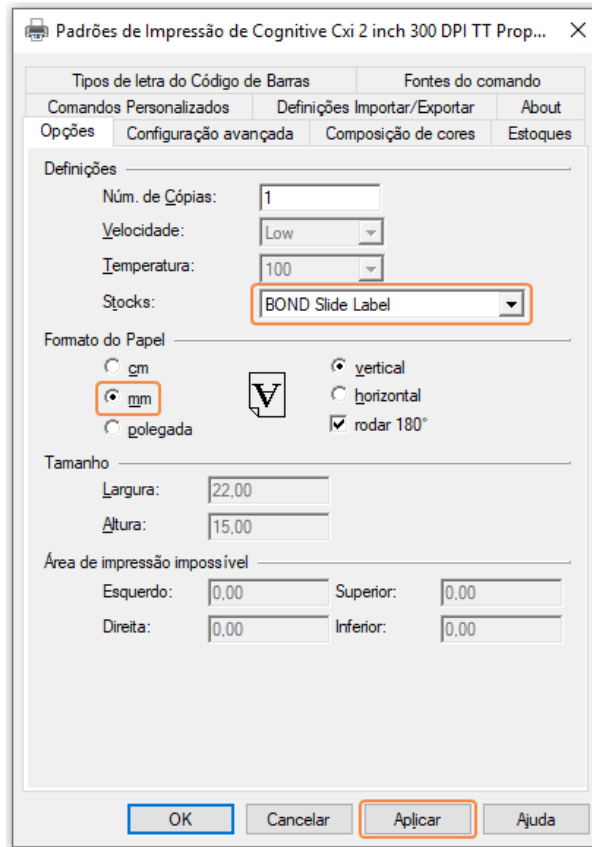 Padrões de Impressão de Cognitive Cxi 2 inch 300 DPI TT Prop...
Tipos de letra do Código de Barras Fontes do comando
Comandos Personalizados Definições Importar/Exportar About
Opções Configuração avançada Composição de cores Estoques
Definições
Núm. de Cópias: 1
Velocidade: Low
Temperatura: 100
Stocks: BOND Slide Label
Formato do Papel
cm vertical
mm horizontal
polegada rodar 180°
A
Tamanho
Largura: 22,00
Altura: 15,00
Área de impressão impossível
Esquerdo: 0,00 Superior: 0,00
Direita: 0,00 Inferior: 0,00
OK Cancelar Aplicar Ajuda